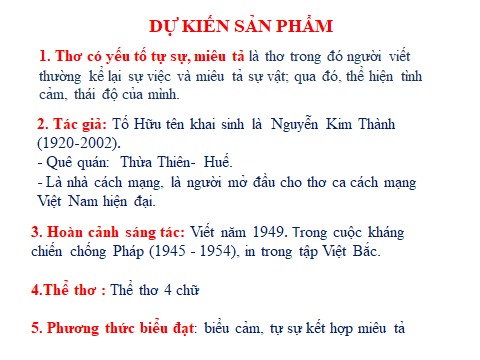 DỰ KIẾN SẢN PHẨM
1. Thơ có yếu tố tự sự, miêu tả là thơ trong đó người viết
thường kể lại sự việc và miêu tả sự vật; qua đó, thể hiện tình
cảm, thái độ của mình.
2. Tác giả: Tố Hữu tên khai sinh là Nguyễn Kim Thành
(1920-2002).
- Quê quán: Thừa Thiên- Huế.
- Là nhà cách mạng, là người mở đầu cho thơ ca cách mạng
Việt Nam hiện đại.
3. Hoàn cảnh sáng tác: Viết năm 1949. Trong cuộc kháng
chiến chống Pháp (1945 - 1954), in trong tập Việt Bắc.
4.Thể thơ : Thể thơ 4 chữ
5. Phương thức biểu đạt: biểu cảm, tự sự kết hợp miêu tả